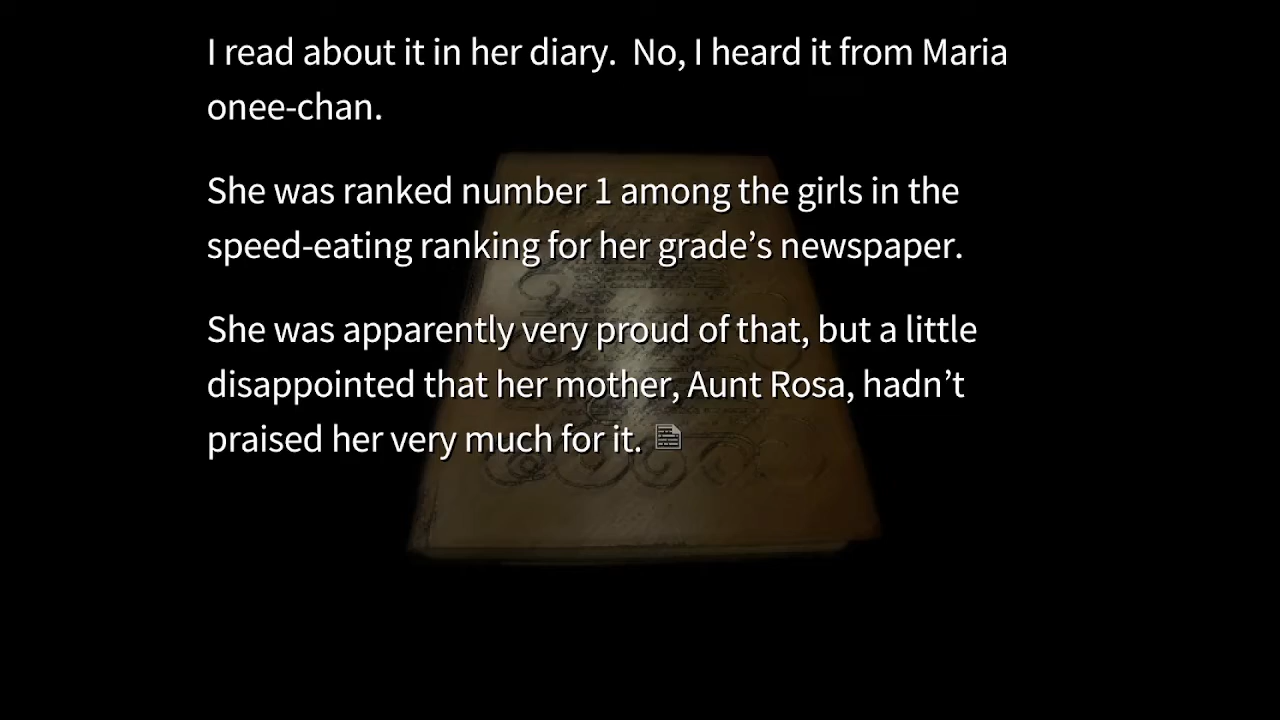 I read about it in her diary.  No, I heard it from Maria
onee-chan.
She was ranked number 1 among the girls in the
speed-eating ranking for her grade’s newspaper.
She was apparently very proud of that, but a little
disappointed that her mother, Aunt Rosa, hadn’t
praised her very much for it.